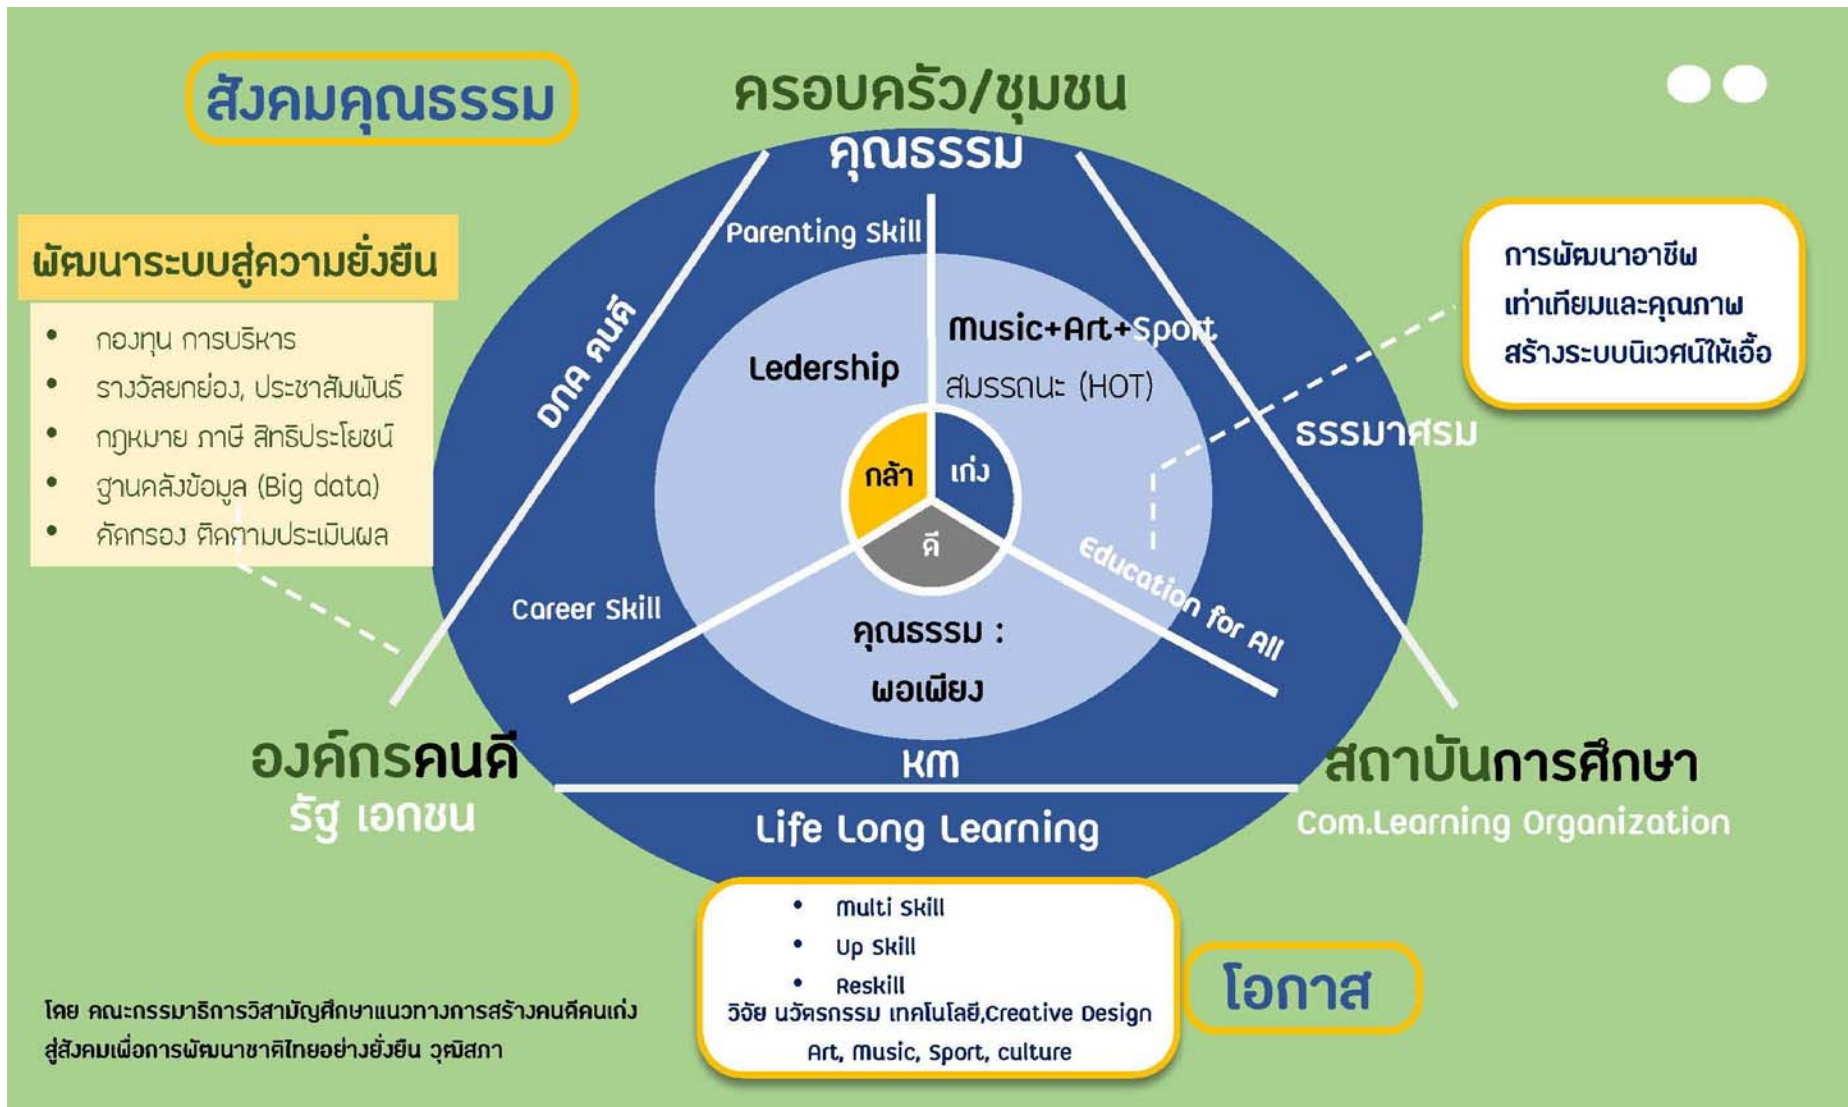 สังคมคุณธรรม
ครอบครัว/ชุมชน
คุณธรรม
Parenting Skill
พัฒนาระบบสู่ความยั่งยืน
• กองทุน การบริหาร
• รางวัลยกย่อง, ประชาสัมพันธ์
• กฎหมาย ภาษี สิทธิประโยชน์
• ฐานคลังข้อมูล (Big data)
• คัดกรอง ติดตามประเมินผล
การพัฒนาอาชีพ
เท่าเทียมและคุณภาพ
สร้างระบบนิเวศน์ให้เอื้อ
ดกค คนดี
Ledership
Music+Art+Sport
สมรรถนะ (HOT)
ธรรมาศรม
กล้า
เก่ง
ดี
Education for All
Career Skill
คุณธรรม :
พอเพียง
องค์กรคนดี
รัฐ เอกชน
KM
สถาบันการศึกษา
Com.Learning Organization
Life Long Learning
• Multi Skill
• Up Skill
• Reskill
วิจัย นวัตรกรรม เทคโนโลยี,Creative Design
Art, Music, Sport, culture
โอกาส
โดย คณะกรรมาธิการวิสามัญศึกษาแนวทางการสร้างคนดีคนเก่ง
สู่สังคมเพื่อการพัฒนาชาติไทยอย่างยั่งยืน วุฒิสภา